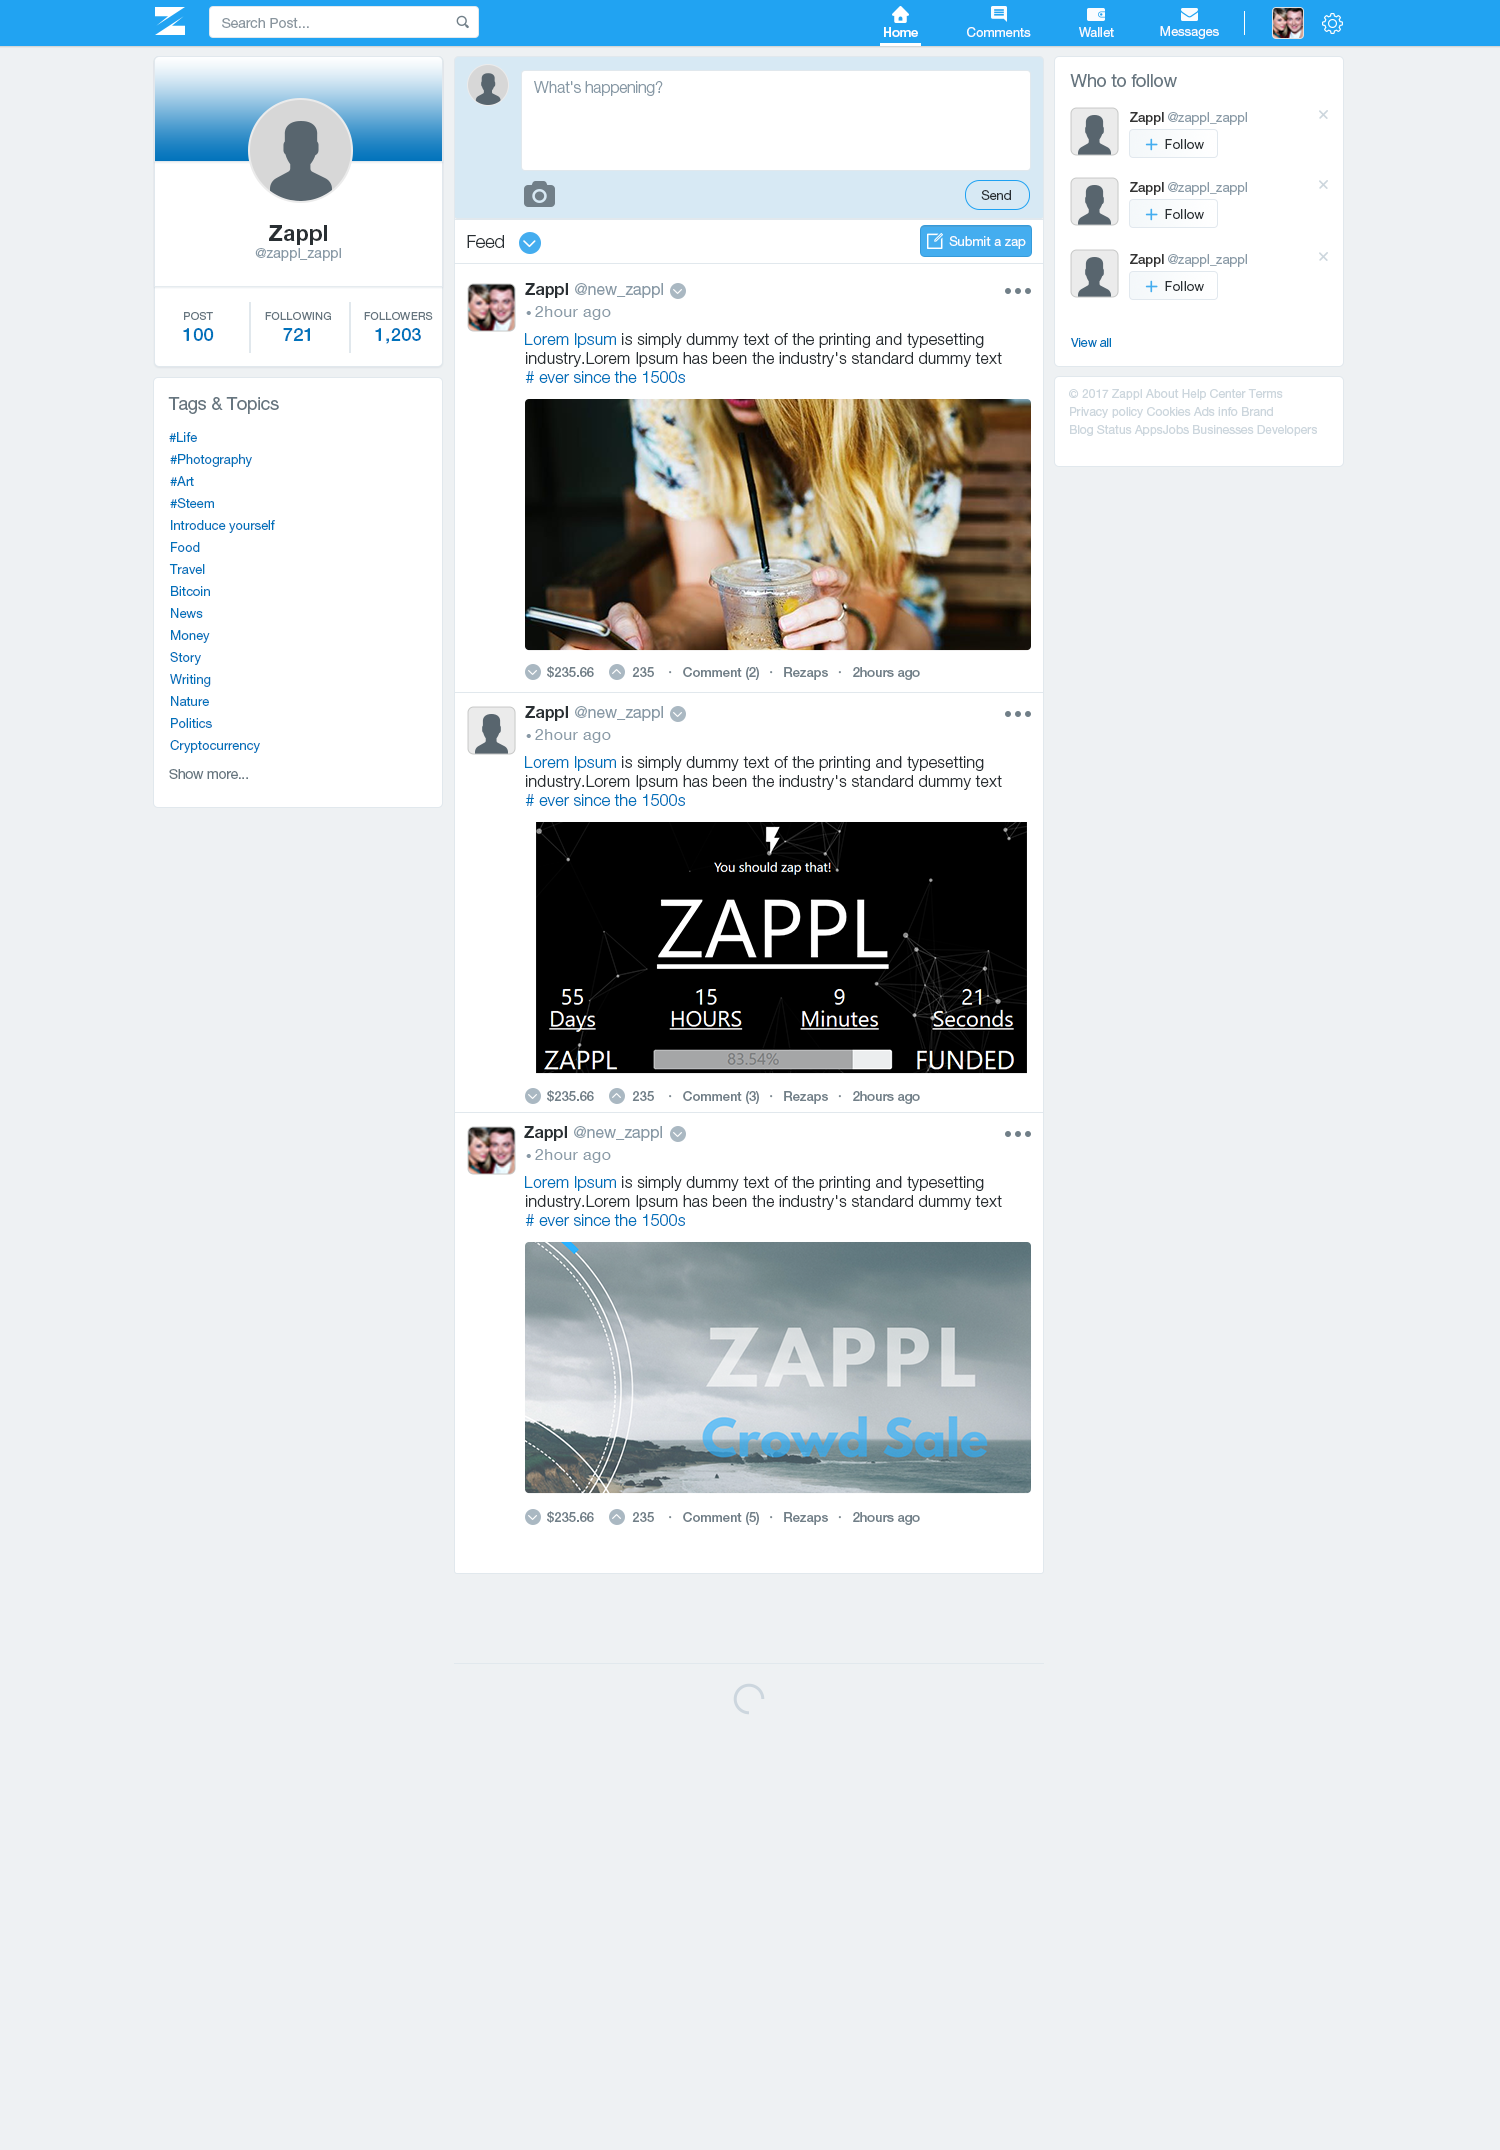 Search Post...
Home
Comments
Wallet
Messages
Zappl
@zappl_zappl
POST
100
FOLLOWING
721
FOLLOWERS
1,203
Tags & Topics
#Life
#Photography
#Art
#Steem
Introduce yourself
Food
Travel
Bitcoin
News
Money
Story
Writing
Nature
Politics
Cryptocurrency
Show more...
What's happening?
Send
Feed
Submit a zap
Zappl @new_zappl
• 2hour ago
Lorem Ipsum is simply dummy text of the printing and typesetting
industry.Lorem Ipsum has been the industry's standard dummy text
# ever since the 1500s
$235.66 235 · Comment (2) · Rezaps · 2hours ago
Zappl @new_zappl
• 2hour ago
Lorem Ipsum is simply dummy text of the printing and typesetting
industry.Lorem Ipsum has been the industry's standard dummy text
# ever since the 1500s
You should zap that!
ZAPPL
55 15 9 21
Days HOURS Minutes Seconds
ZAPPL 83.54% FUNDED
$235.66 235 · Comment (3) · Rezaps · 2hours ago
Zappl @new_zappl
• 2hour ago
Lorem Ipsum is simply dummy text of the printing and typesetting
industry.Lorem Ipsum has been the industry's standard dummy text
# ever since the 1500s
ZAPPL
Crowd Sale
$235.66 235 · Comment (5) · Rezaps · 2hours ago
Who to follow
Zappl @zappl_zappl
+ Follow
Zappl @zappl_zappl
+ Follow
Zappl @zappl_zappl
+ Follow
View all
© 2017 Zappl About Help Center Terms
Privacy policy Cookies Ads info Brand
Blog Status AppsJobs Businesses Developers